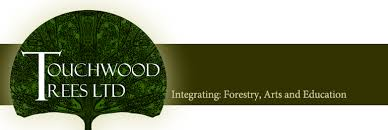 TOUCHWOOD
TREES LTD
Integrating: Forestry, Arts and Education